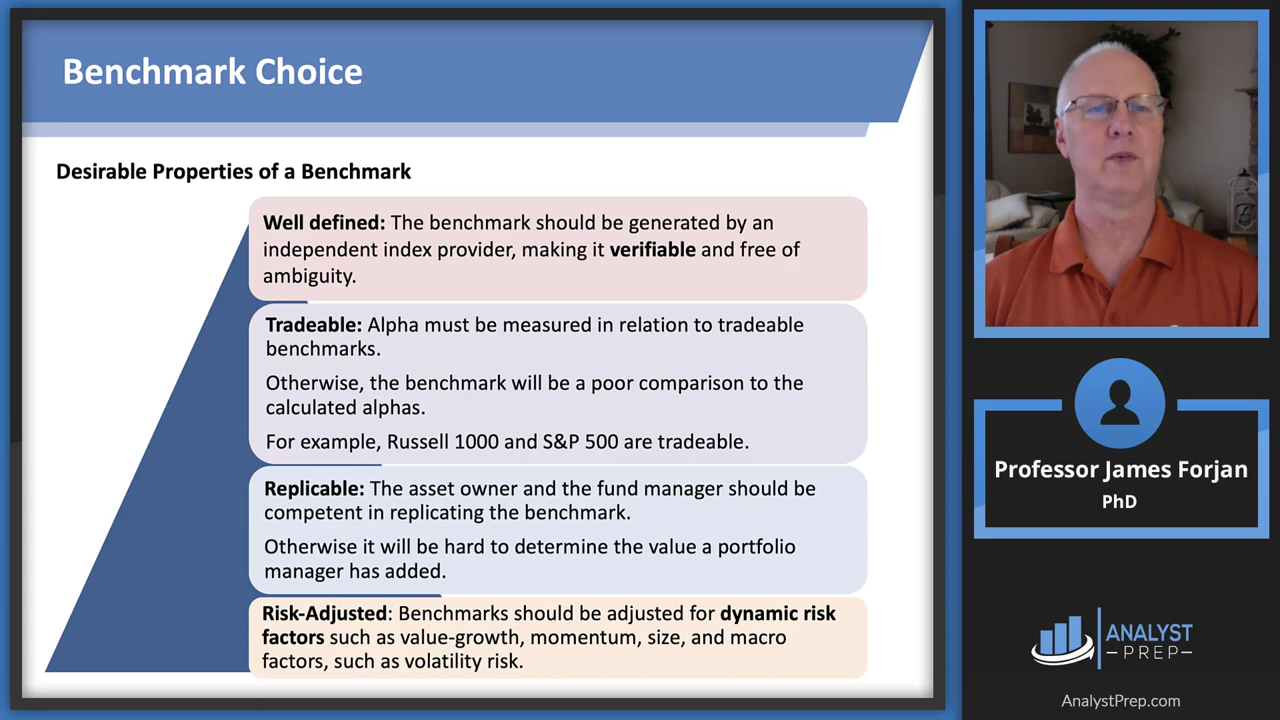 Benchmark Choice
Desirable Properties of a Benchmark
Well defined: The benchmark should be generated by an
independent index provider, making it verifiable and free of
ambiguity.
Tradeable: Alpha must be measured in relation to tradeable
benchmarks.
Otherwise, the benchmark will be a poor comparison to the
calculated alphas.
For example, Russell 1000 and S&P 500 are tradeable.
Replicable: The asset owner and the fund manager should be
competent in replicating the benchmark.
Otherwise it will be hard to determine the value a portfolio
manager has added.
Risk-Adjusted: Benchmarks should be adjusted for dynamic risk
factors such as value-growth, momentum, size, and macro
factors, such as volatility risk.
Professor James Forjan
PhD
ANALYST
PREP
AnalystPrep.com